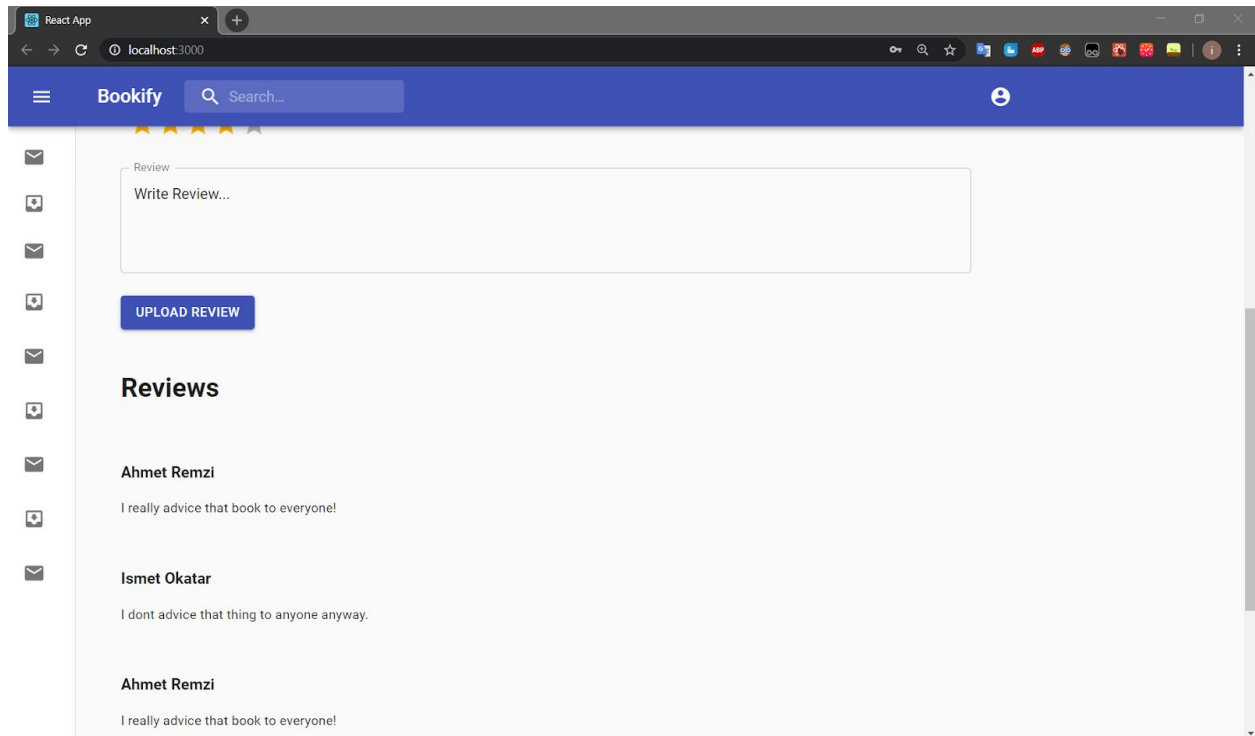 React App
localhost:3000
ABP
i
Bookify
Search...
Review
Write Review...
UPLOAD REVIEW
Reviews
Ahmet Remzi
I really advice that book to everyone!
Ismet Okatar
I dont advice that thing to anyone anyway.
Ahmet Remzi
I really advice that book to everyone!